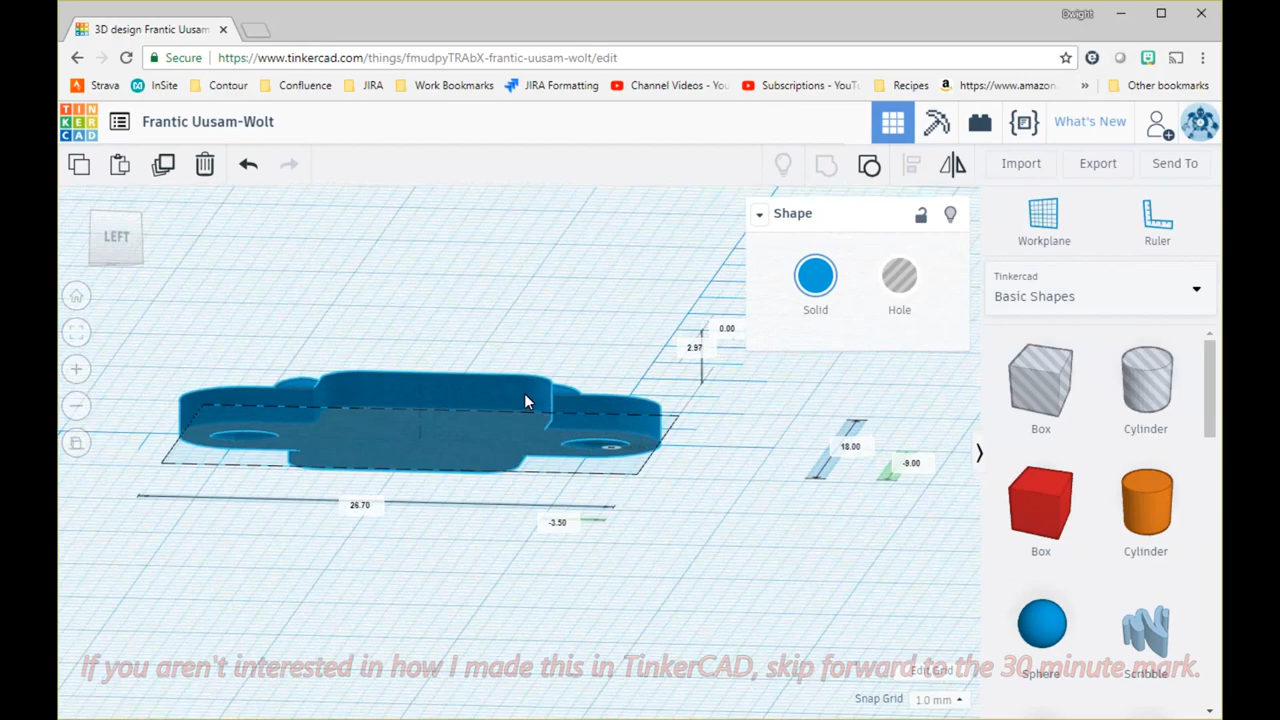 Dwight
3D design Frantic Uusam
Secure
https://www.tinkercad.com/things/fmudpyTRAbX-frantic-uusam-wolt/edit
Strava InSite Contour JIRA Confluence Work Bookmarks JIRA Formatting Channel Videos - You Subscriptions - YouT Recipes https://www.amazon. » Other bookmarks
TIN
KER
CAD
Frantic Uusam-Wolt
What's New
Import Export Send To
LEFT
Shape
Solid Hole
Workplane Ruler
Tinkercad
Basic Shapes
0.00
2.97
18.00
-9.00
26.70
-3.50
Box Cylinder
Box Cylinder
Sphere Scribble
If you aren't interested in how I made this in TinkerCAD, skip forward to the 30 minute mark.
Edit Grid
Snap Grid 1.0 mm